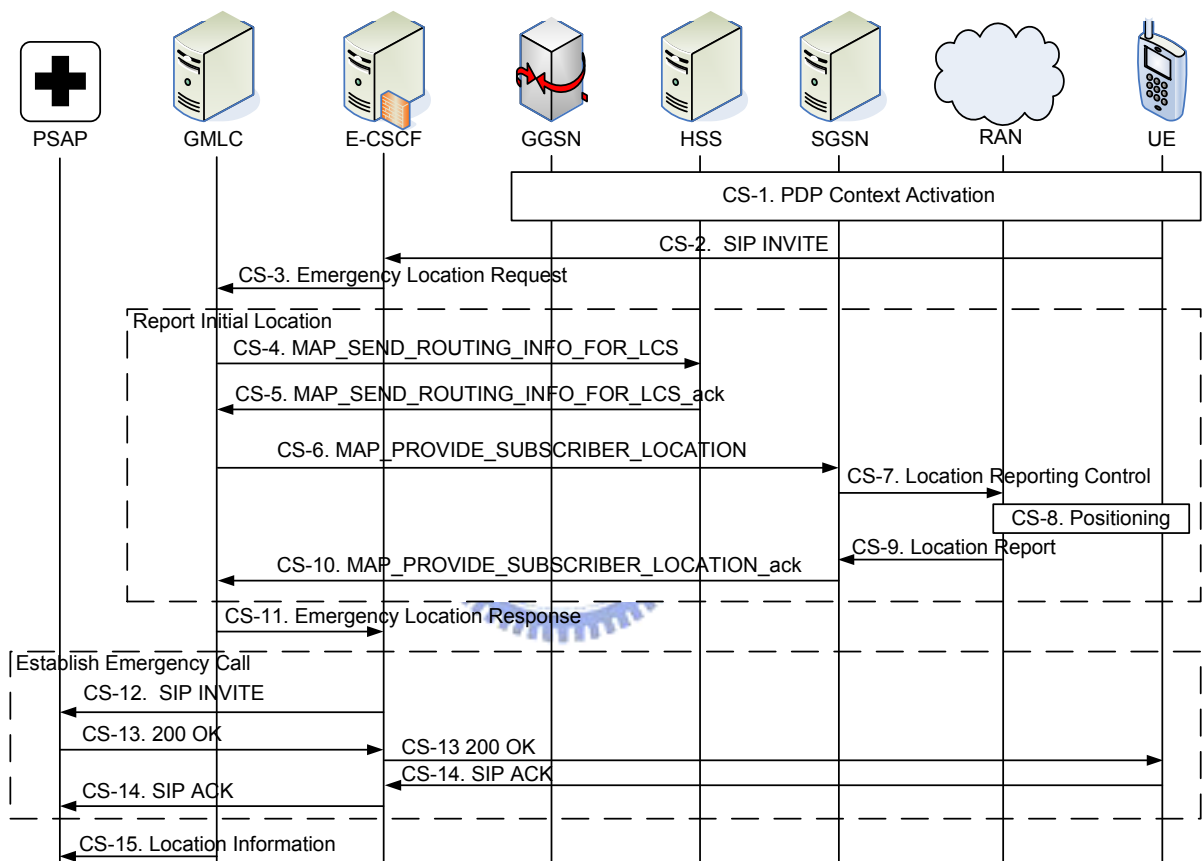 PSAP
GMLC
E-CSCF
GGSN
HSS
SGSN
RAN
UE
CS-1. PDP Context Activation
CS-2. SIP INVITE
CS-3. Emergency Location Request
Report Initial Location
CS-4. MAP_SEND_ROUTING_INFO_FOR_LCS
CS-5. MAP_SEND_ROUTING_INFO_FOR_LCS_ack
CS-6. MAP_PROVIDE_SUBSCRIBER_LOCATION
CS-7. Location Reporting Control
CS-8. Positioning
CS-9. Location Report
CS-10. MAP_PROVIDE_SUBSCRIBER_LOCATION_ack
CS-11. Emergency Location Response
Establish Emergency Call
CS-12. SIP INVITE
CS-13. 200 OK
CS-13 200 OK
CS-14. SIP ACK
CS-14. SIP ACK
CS-15. Location Information